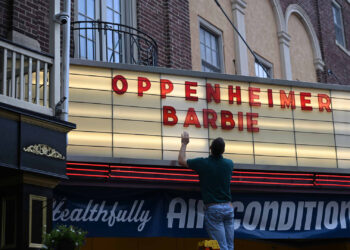 OPPENHEIMER
BARBIE
Healthfully AIR CONDITION